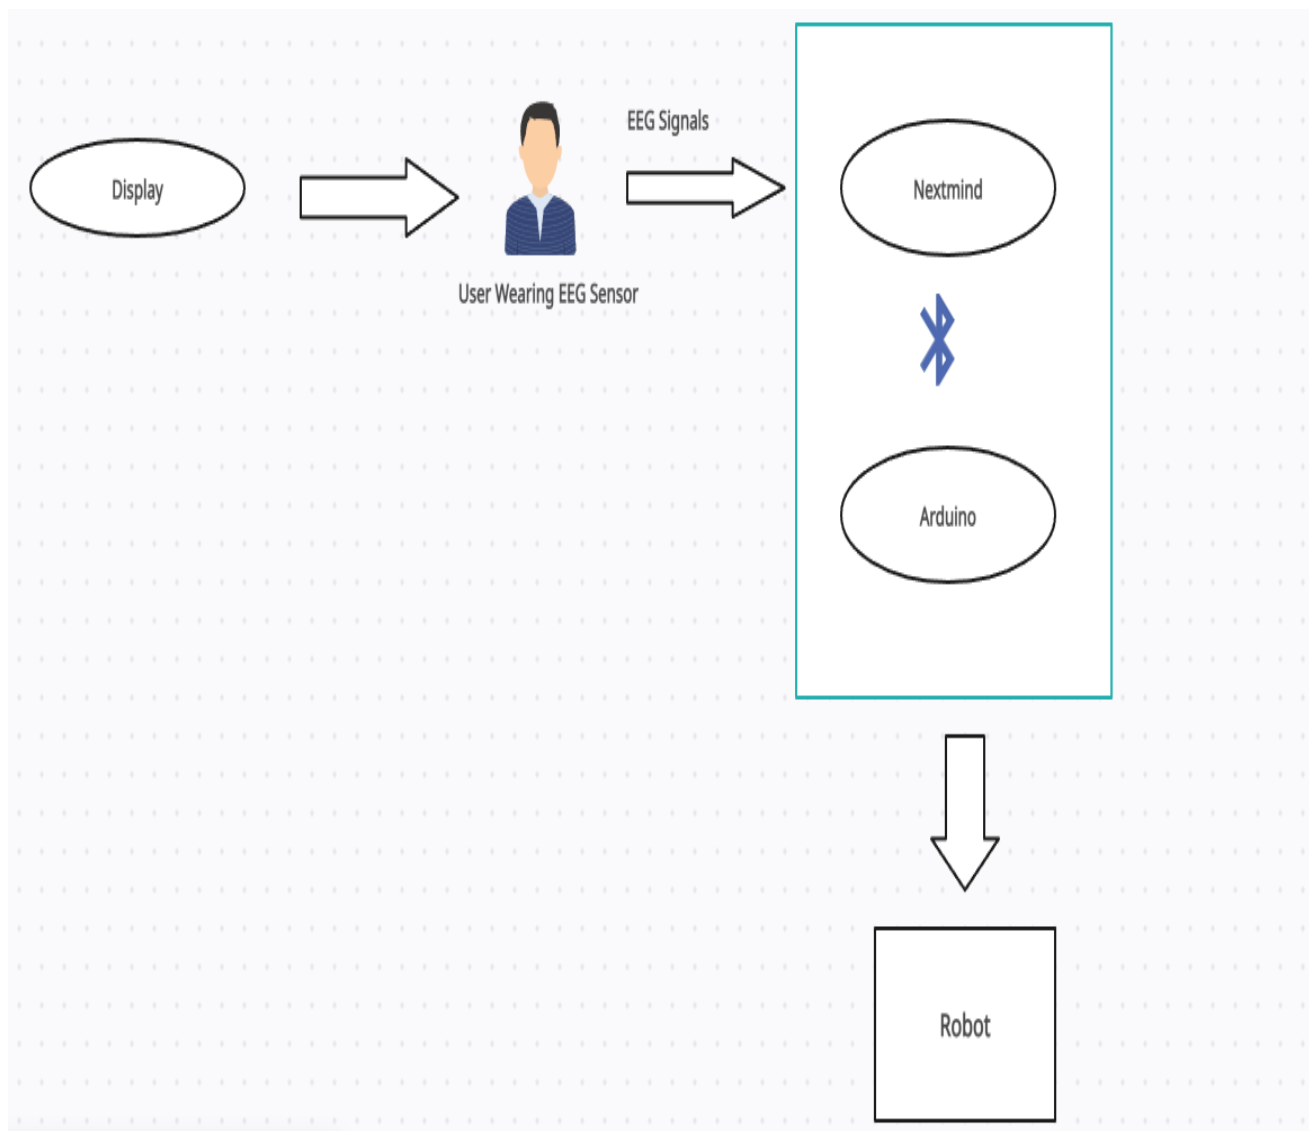 Display
EEG Signals
User Wearing EEG Sensor
Nextmind
Arduino
Robot